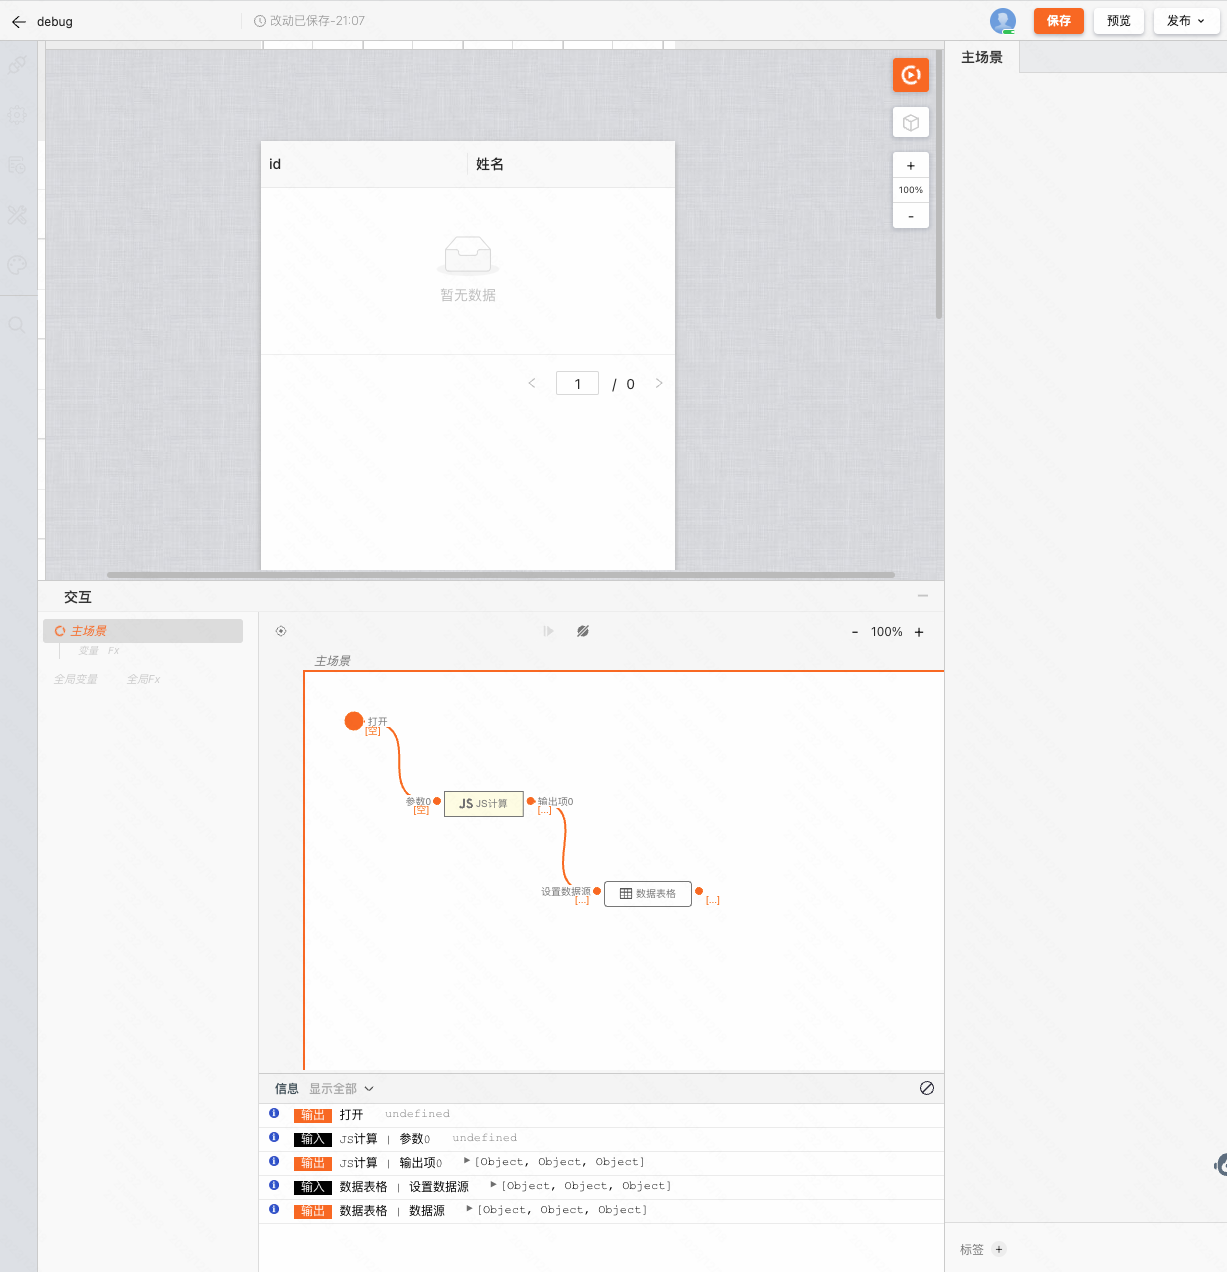 debug
改动已保存-21:07
保存
预览
发布
主场景
id
姓名
暂无数据
1 / 0
+
100%
-
交互
主场景
变量 Fx
全局变量 全局Fx
- 100% +
主场景
打开
[空]
参数0
[空]
JS JS计算
输出项0
[...]
设置数据源
[...]
数据表格
[...]
信息 显示全部
输出 打开 undefined
输入 JS计算 | 参数0 undefined
输出 JS计算 | 输出项0 [Object, Object, Object]
输入 数据表格 | 设置数据源 [Object, Object, Object]
输出 数据表格 | 数据源 [Object, Object, Object]
标签 +